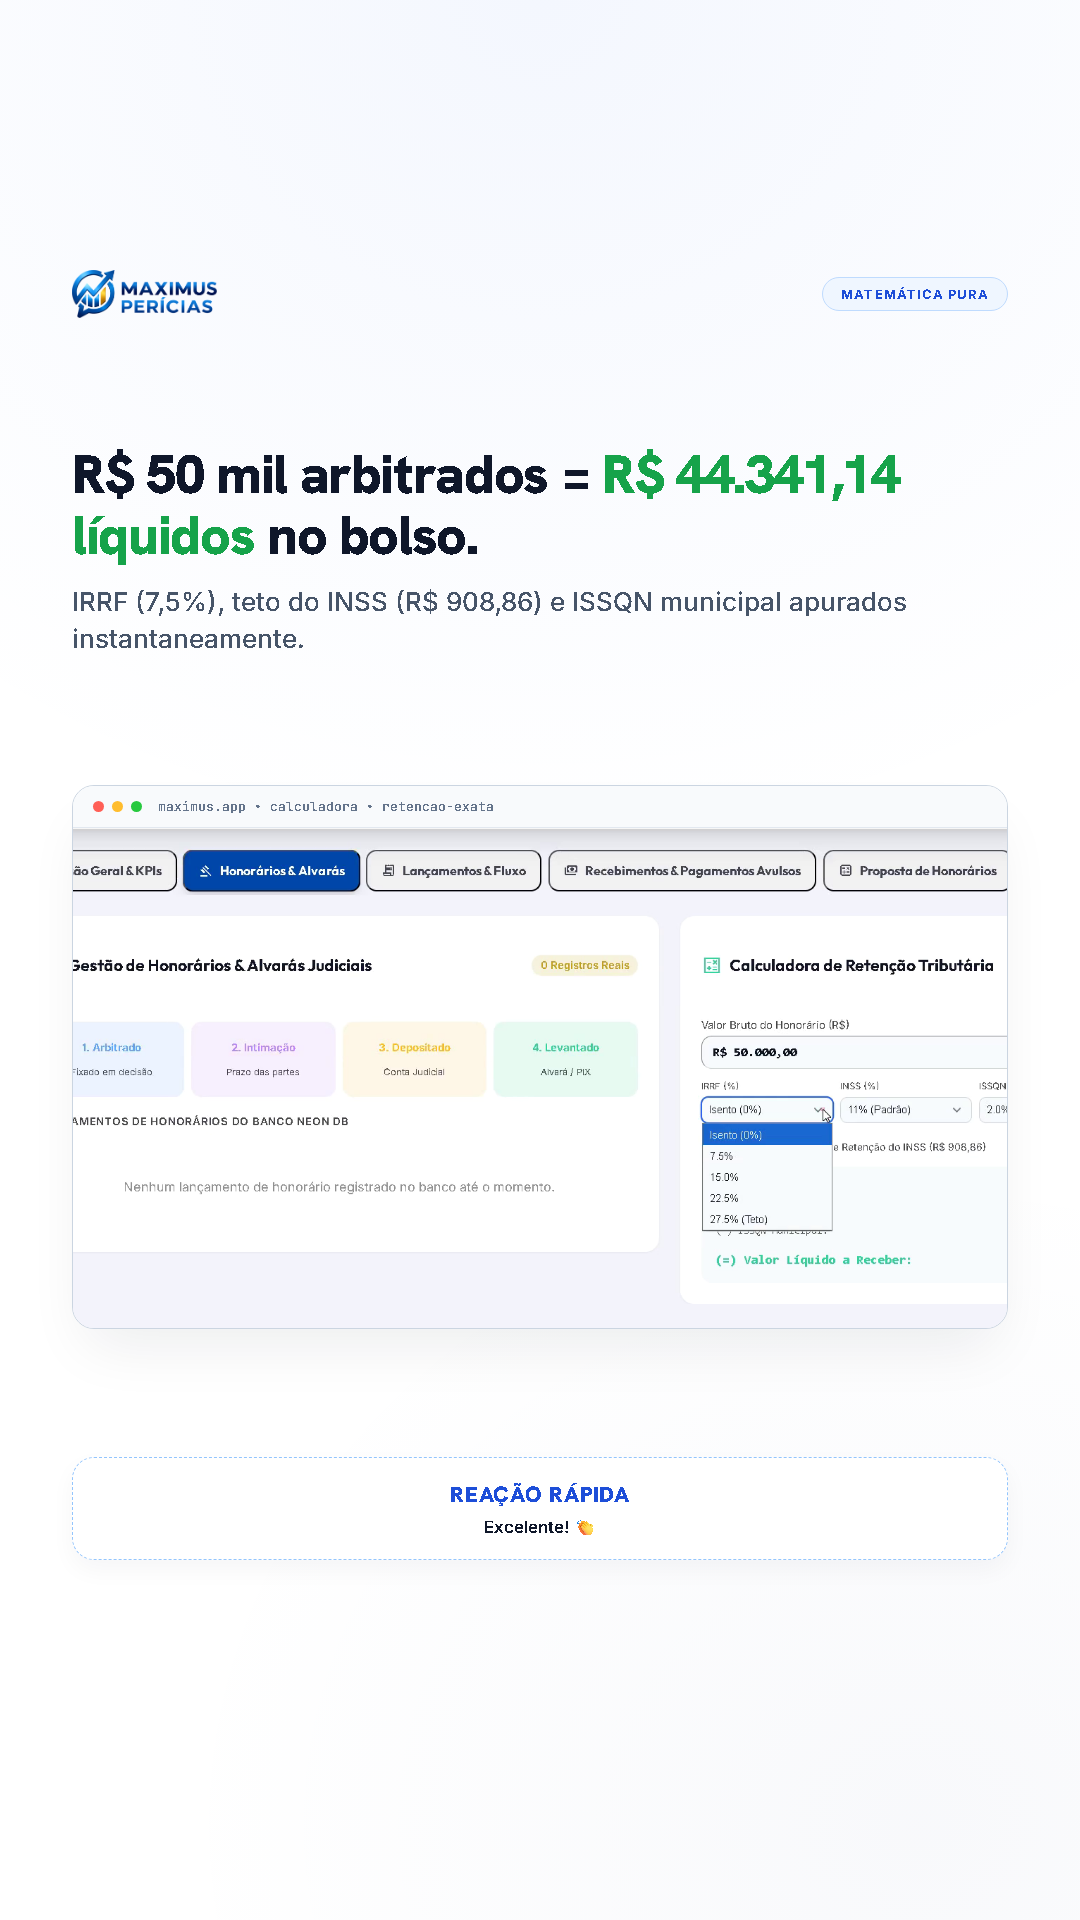 MAXIMUS
PERÍCIAS
MATEMÁTICA PURA
R$ 50 mil arbitrados = R$ 44.341,14
líquidos no bolso.
IRRF (7,5%), teto do INSS (R$ 908,86) e ISSQN municipal apurados
instantaneamente.
maximus.app • calculadora • retencao-exata
ão Geral & KPIs
Honorários & Alvarás
Lançamentos & Fluxo
Recebimentos & Pagamentos Avulsos
Proposta de Honorários
Gestão de Honorários & Alvarás Judiciais
0 Registros Reais
1. Arbitrado
Fixado em decisão
2. Intimação
Prazo das partes
3. Depositado
Conta Judicial
4. Levantado
Alvará / PIX
AMENTOS DE HONORÁRIOS DO BANCO NEON DB
Nenhum lançamento de honorário registrado no banco até o momento.
Calculadora de Retenção Tributária
Valor Bruto do Honorário (R$)
R$ 50.000,00
IRRF (%)
INSS (%)
ISSQN
Isento (0%)
11% (Padrão)
2.0%
Isento (0%)
7.5%
15.0%
22.5%
27.5% (Teto)
e Retenção do INSS (R$ 908,86)
(=) Valor Líquido a Receber:
REAÇÃO RÁPIDA
Excelente! 👏